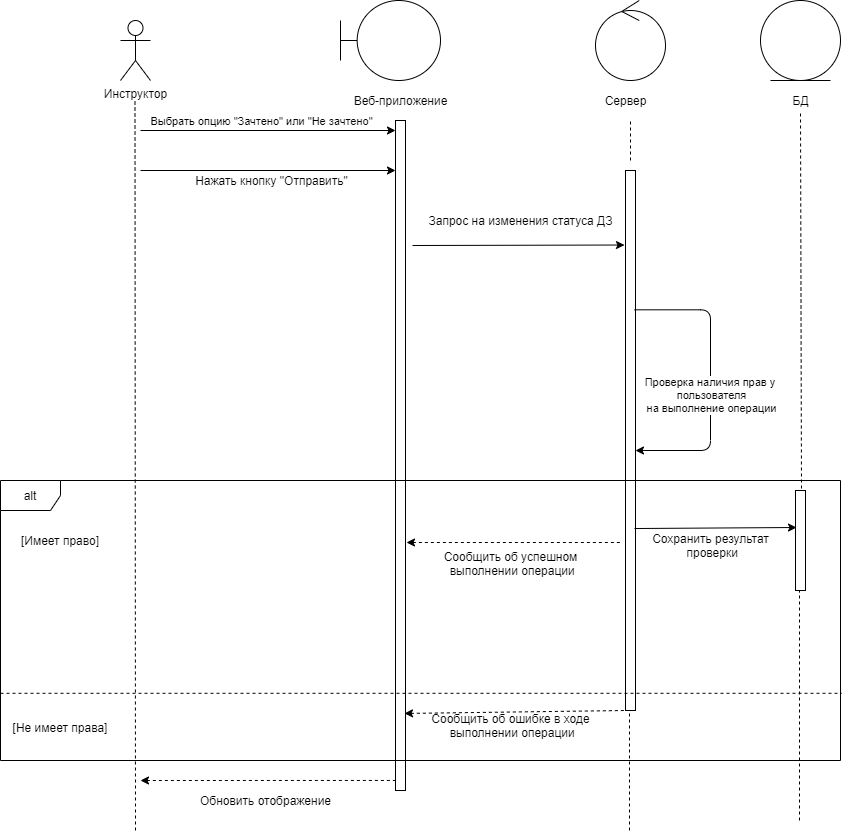 Инструктор
Веб-приложение
Сервер
БД
Выбрать опцию "Зачтено" или "Не зачтено"
Нажать кнопку "Отправить"
Запрос на изменения статуса ДЗ
Проверка наличия прав у
пользователя
на выполнение операции
alt
[Имеет право]
Сохранить результат
проверки
Сообщить об успешном
выполнении операции
Сообщить об ошибке в ходе
выполнении операции
[Не имеет права]
Обновить отображение